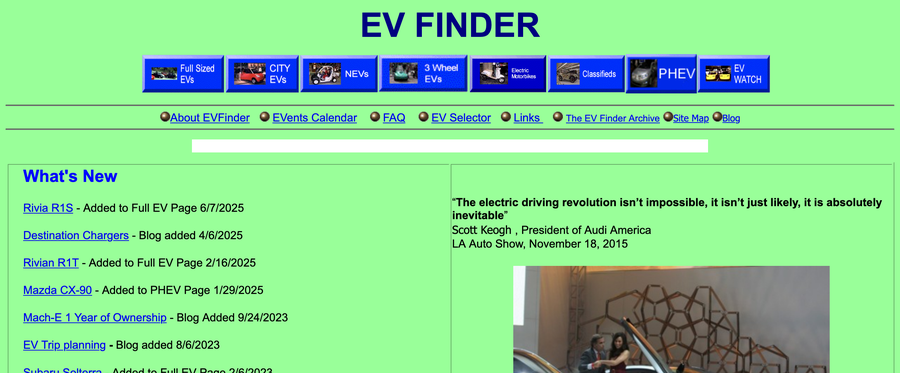 EV FINDER
Full Sized
EVs
CITY
EVs
NEVs
3 Wheel
EVs
Electric
Motorbikes
Classifieds
PHEV
EV
WATCH
About EVFinder EVents Calendar FAQ EV Selector Links The EV Finder Archive Site Map Blog
What's New
Rivia R1S - Added to Full EV Page 6/7/2025
Destination Chargers - Blog added 4/6/2025
Rivian R1T - Added to Full EV Page 2/16/2025
Mazda CX-90 - Added to PHEV Page 1/29/2025
Mach-E 1 Year of Ownership - Blog Added 9/24/2023
EV Trip planning - Blog added 8/6/2023
Subaru Solterra - Added to Full EV Page 2/6/2023
“The electric driving revolution isn’t impossible, it isn’t just likely, it is absolutely
inevitable”
Scott Keogh , President of Audi America
LA Auto Show, November 18, 2015